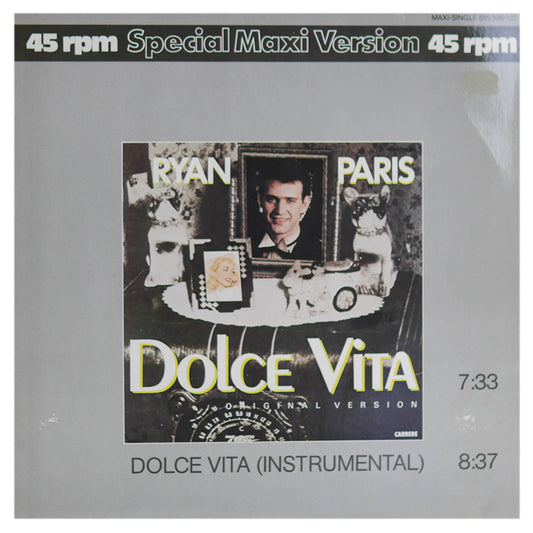 MAXI-SINGLE
45 rpm Special Maxi Version 45 rpm
RYAN PARIS
DOLCE VITA
7:33
ORIGINAL VERSION
CARRERE
DOLCE VITA (INSTRUMENTAL) 8:37